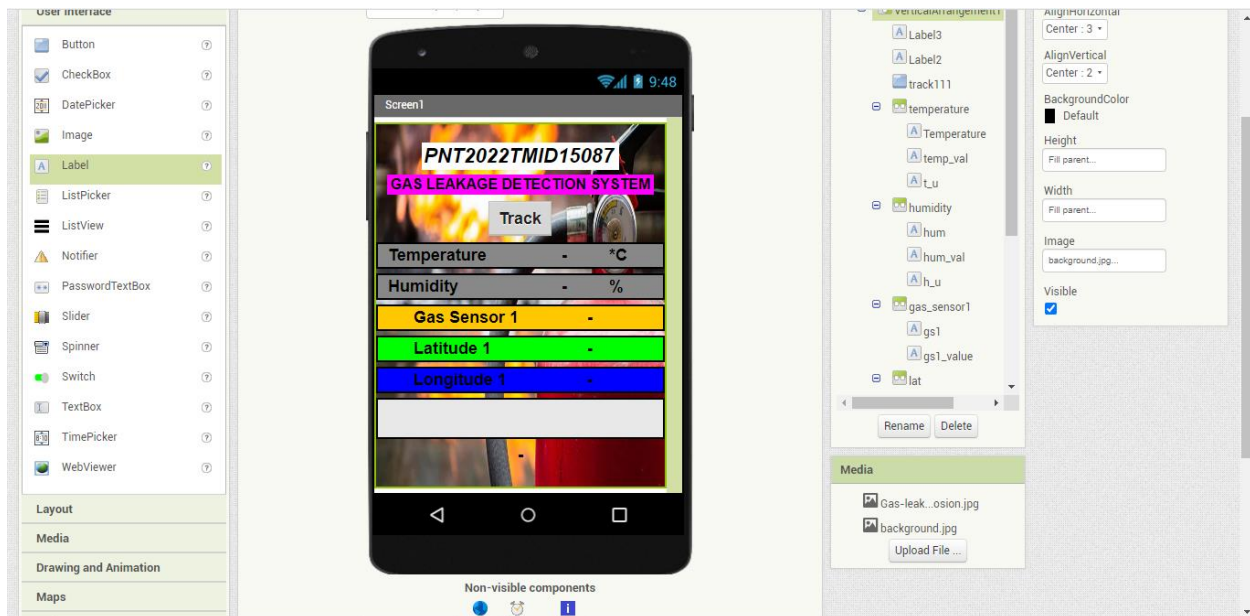 User Interface
Button
CheckBox
DatePicker
Image
Label
ListPicker
ListView
Notifier
PasswordTextBox
Slider
Spinner
Switch
TextBox
TimePicker
WebViewer
Layout
Media
Drawing and Animation
Maps
9:48
Screen1
PNT2022TMID15087
GAS LEAKAGE DETECTION SYSTEM
Track
Temperature - *C
Humidity - %
Gas Sensor 1 -
Latitude 1 -
Longitude 1 -
-
Non-visible components
VerticalArrangement1
Label3
Label2
track111
temperature
Temperature
temp_val
t_u
humidity
hum
hum_val
h_u
gas_sensor1
gs1
gs1_value
lat
Rename Delete
Media
Gas-leak...osion.jpg
background.jpg
Upload File ...
AlignHorizontal
Center : 3
AlignVertical
Center : 2
BackgroundColor
Default
Height
Fill parent...
Width
Fill parent...
Image
background.jpg...
Visible